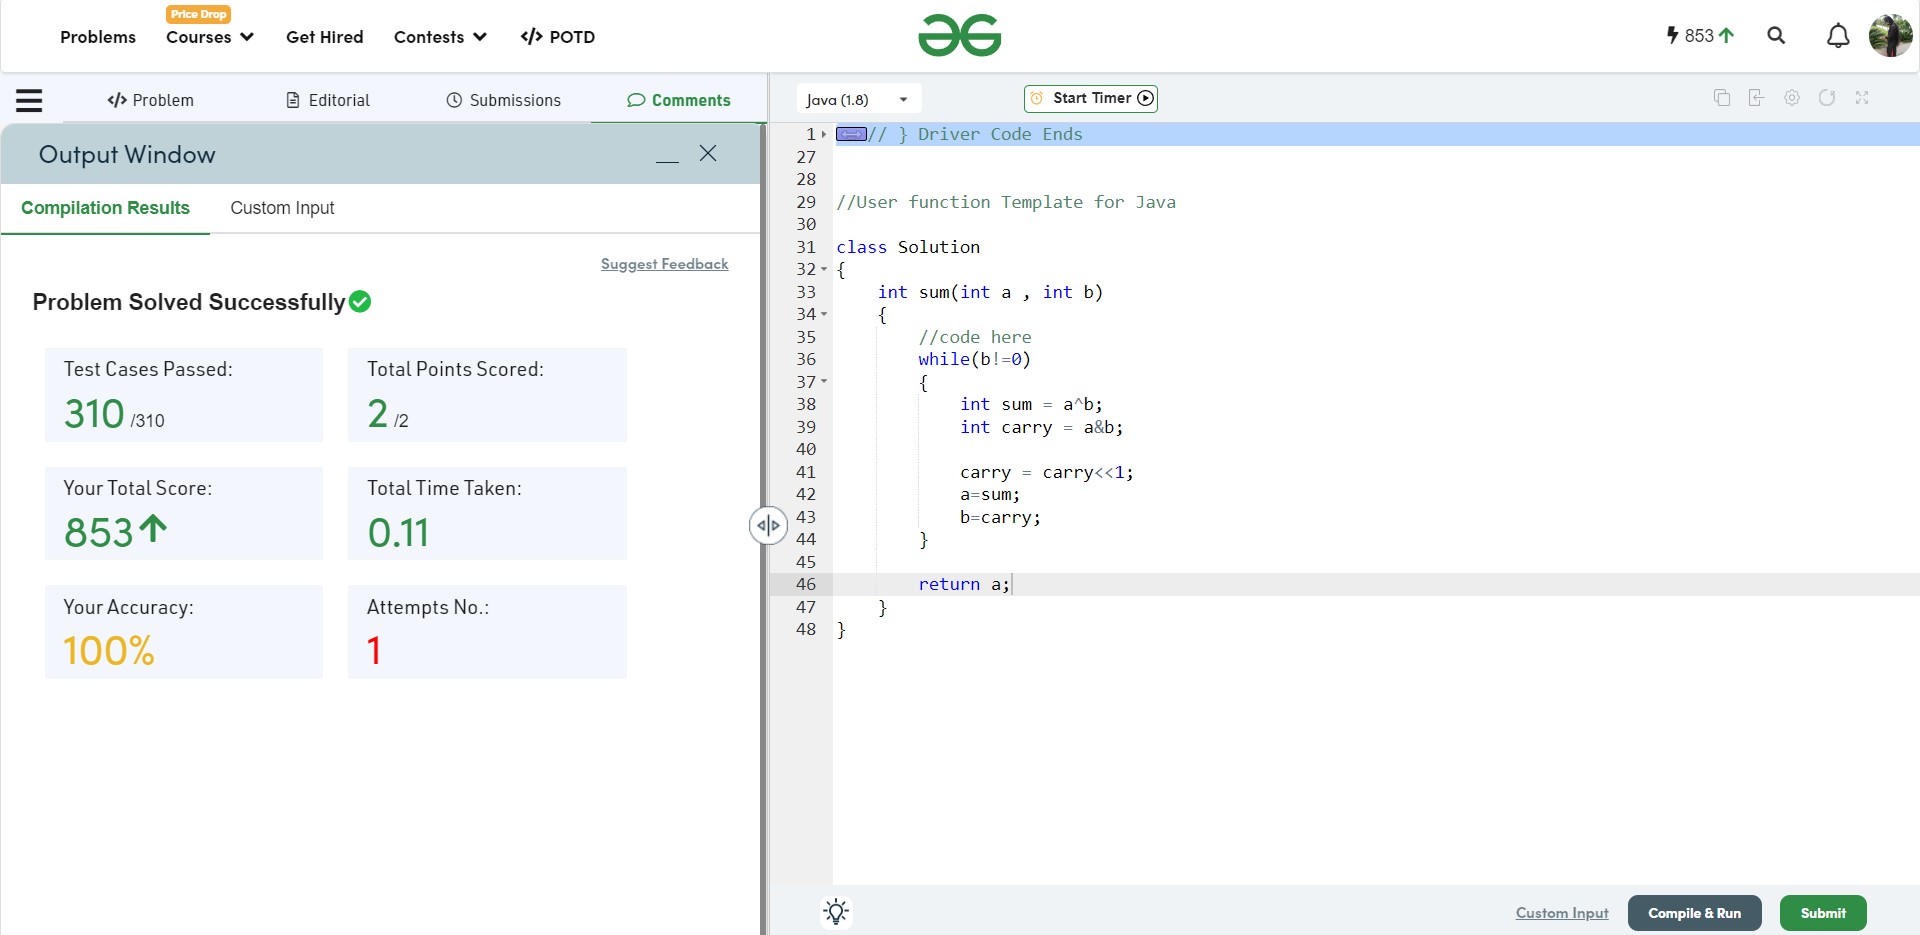 Problems
Price Drop
Courses
Get Hired
Contests
</> POTD
853
</> Problem
Editorial
Submissions
Comments
Java (1.8)
Start Timer
Output Window
Compilation Results
Custom Input
Suggest Feedback
Problem Solved Successfully
Test Cases Passed:
310 /310
Total Points Scored:
2 /2
Your Total Score:
853
Total Time Taken:
0.11
Your Accuracy:
100%
Attempts No.:
1
1 // } Driver Code Ends
27
28
29 //User function Template for Java
30
31 class Solution
32 {
33 int sum(int a , int b)
34 {
35 //code here
36 while(b!=0)
37 {
38 int sum = a^b;
39 int carry = a&b;
40
41 carry = carry<<1;
42 a=sum;
43 b=carry;
44 }
45
46 return a;
47 }
48 }
Custom Input
Compile & Run
Submit